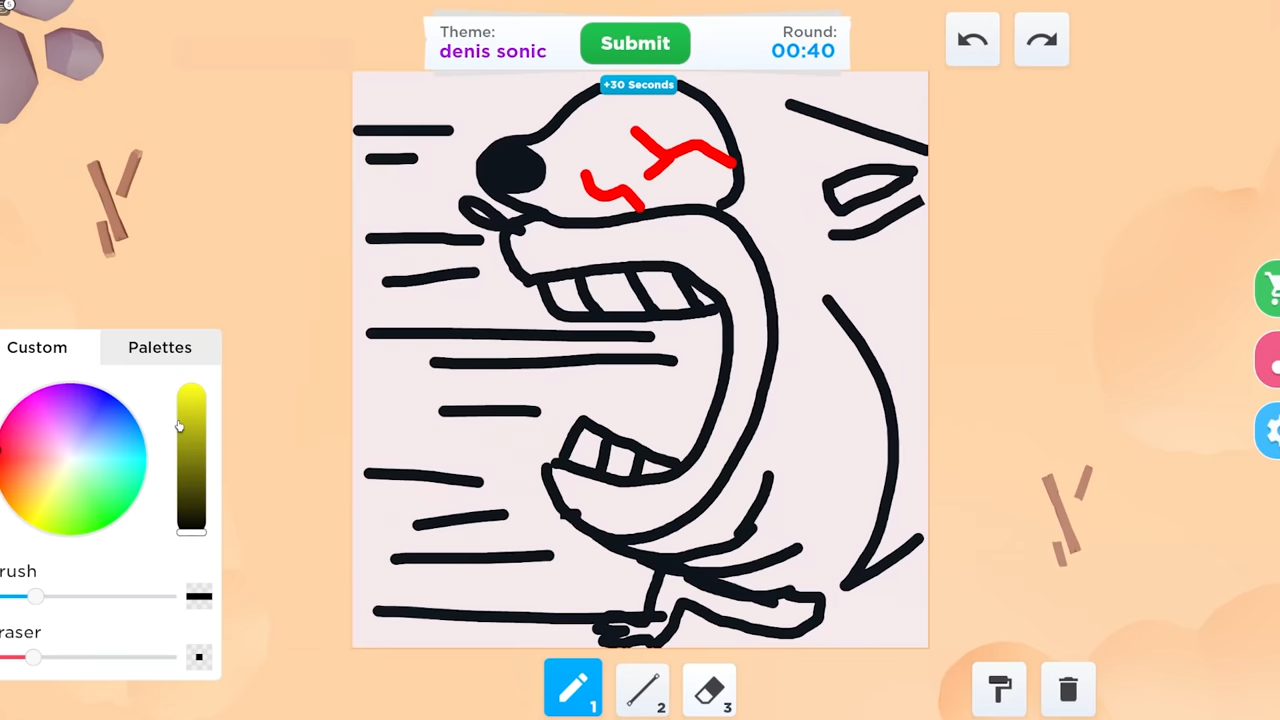 Theme:
denis sonic
Submit
Round:
00:40
+30 Seconds
Custom
Palettes
rush
raser
1
2
3